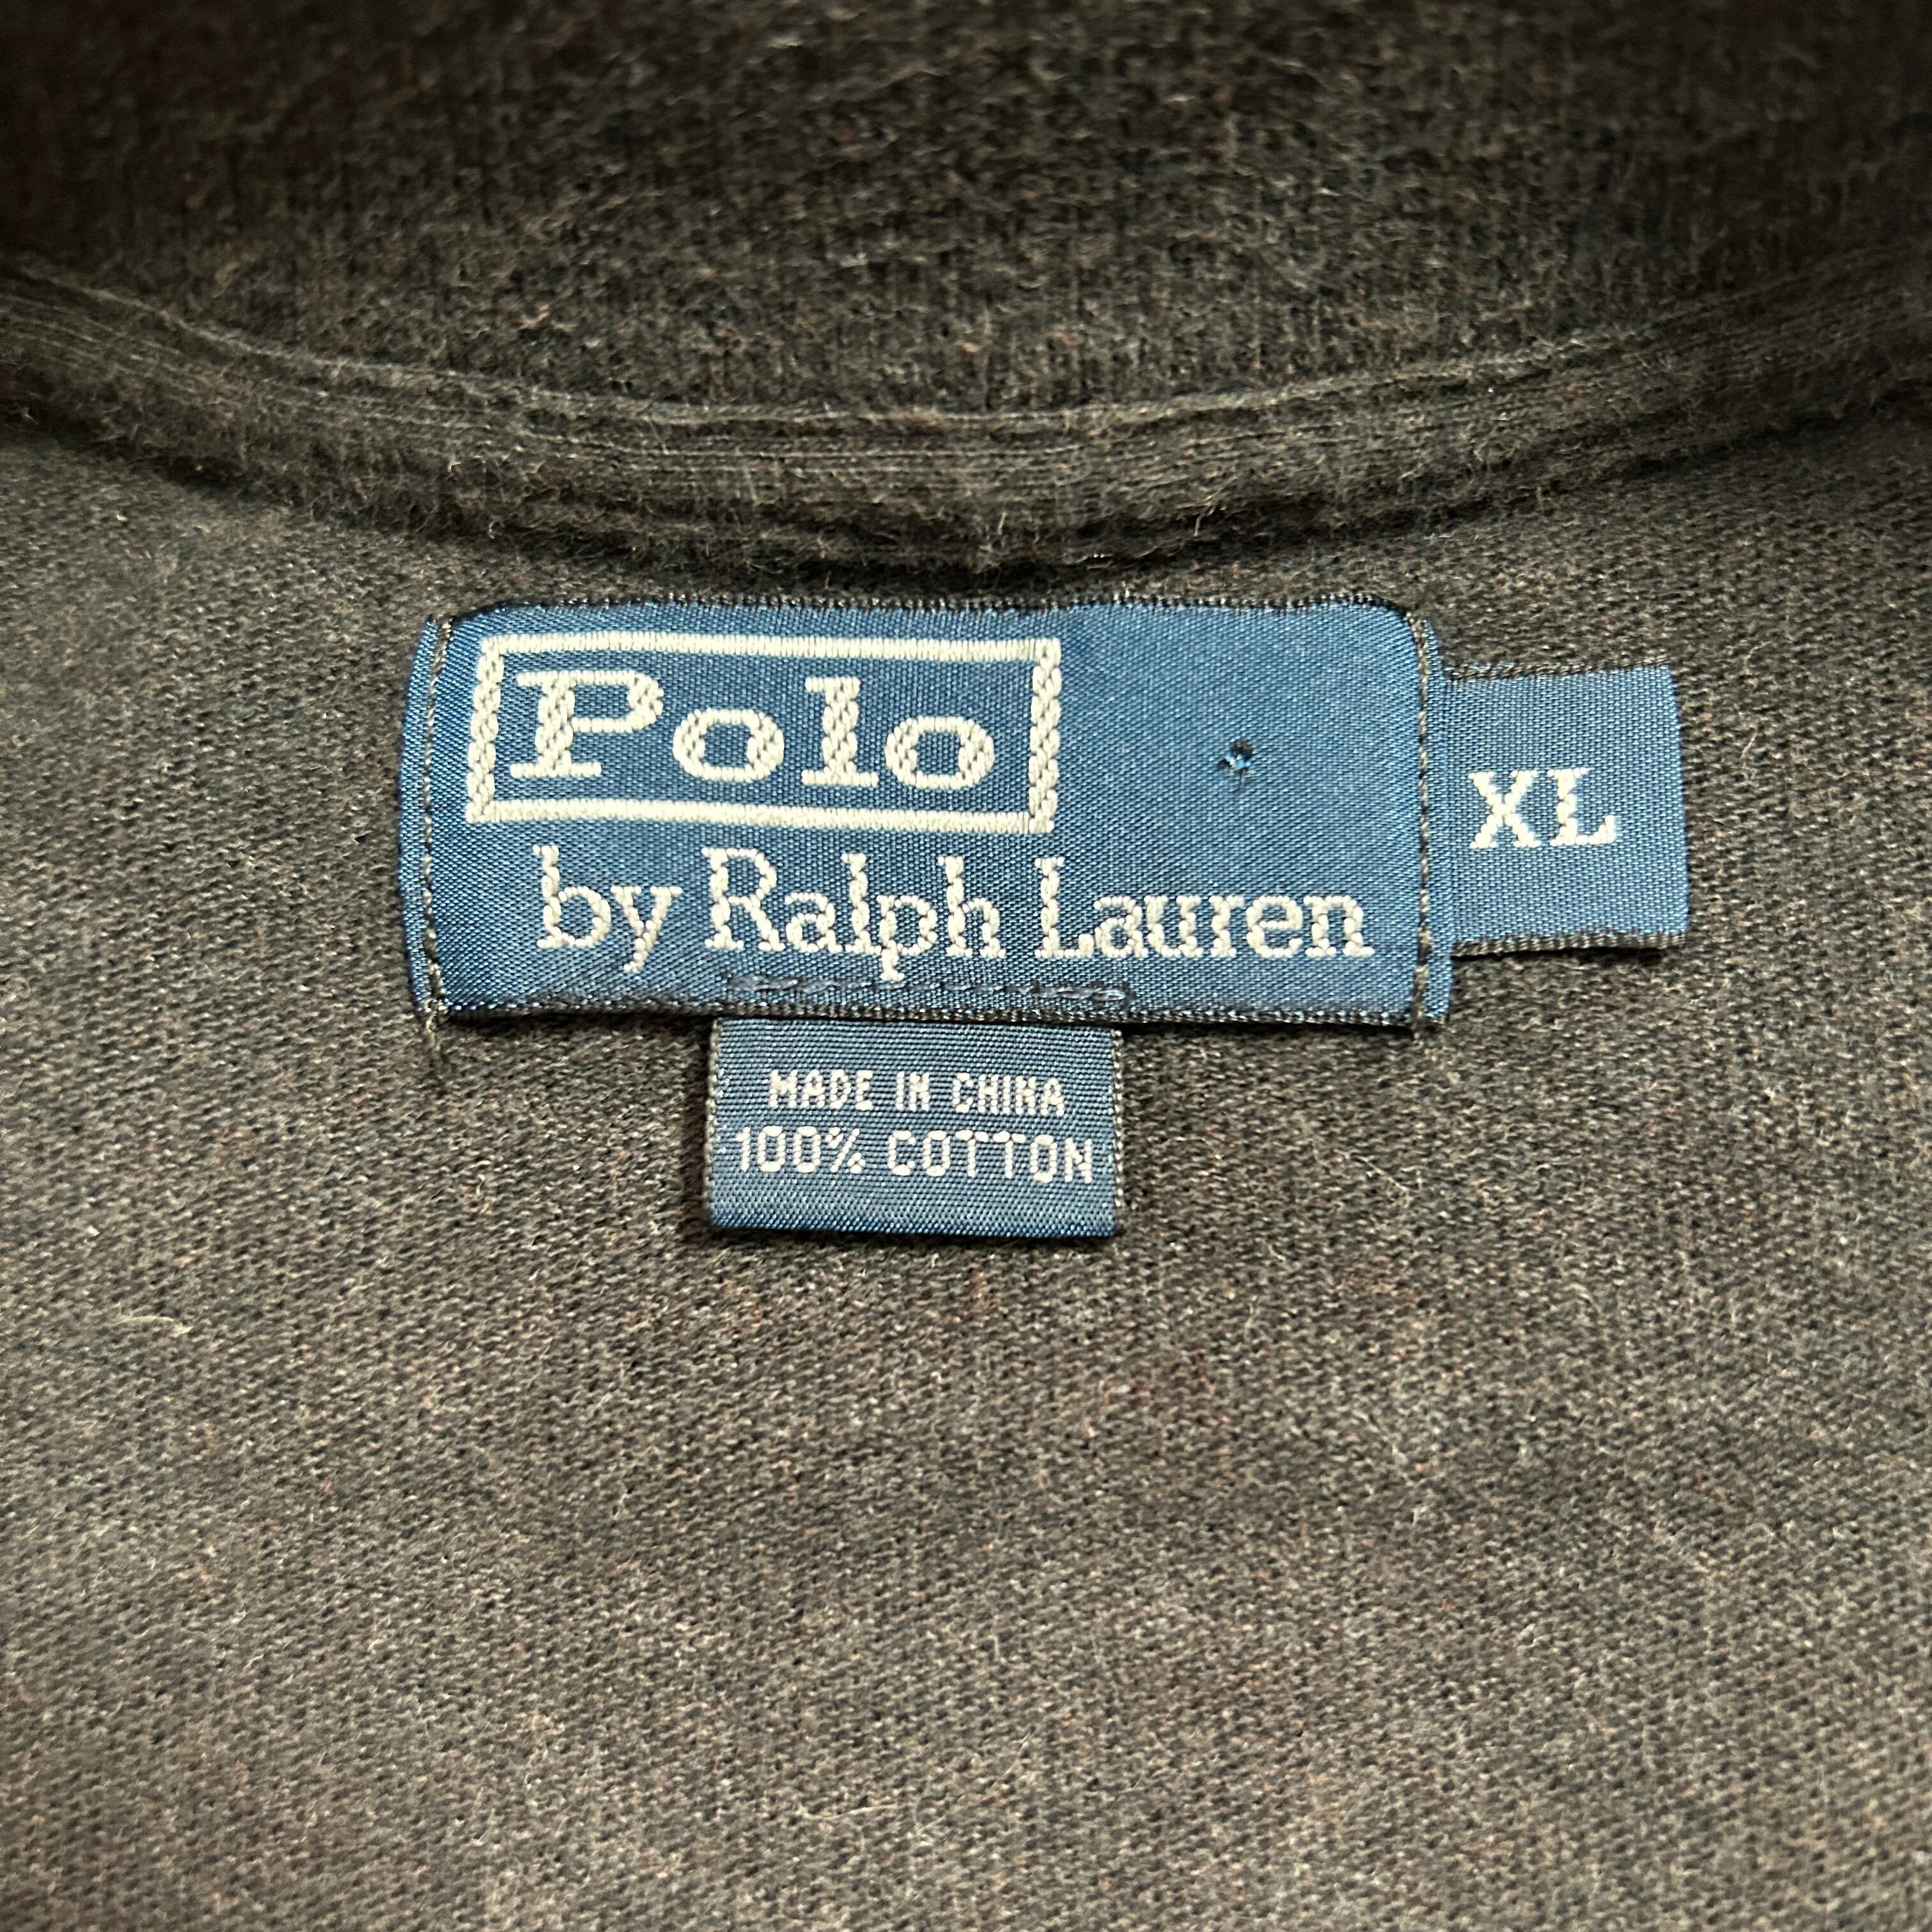 Polo
by Ralph Lauren
XL
MADE IN CHINA
100% COTTON